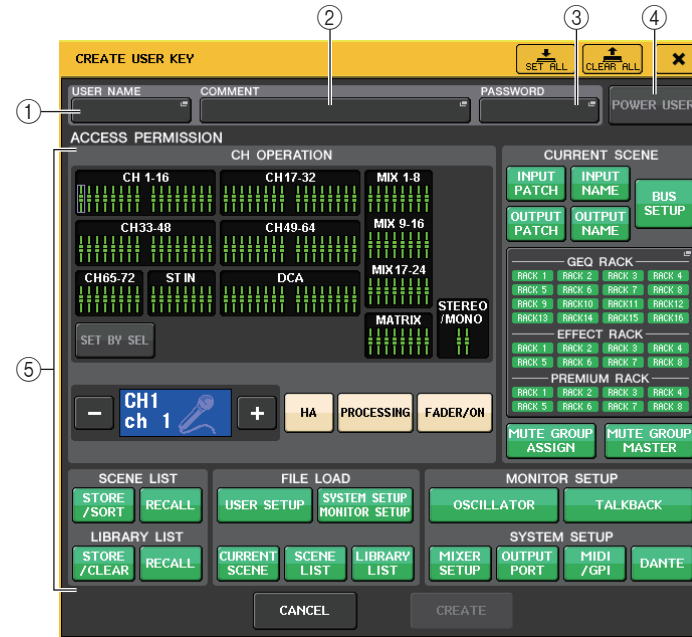 ② ③ ④
CREATE USER KEY SET ALL CLEAR ALL
USER NAME COMMENT PASSWORD
① POWER USER
ACCESS PERMISSION
CH OPERATION
CH 1-16 CH17-32 MIX 1-8
CH33-48 CH49-64 MIX 9-16
CH65-72 ST IN DCA MIX17-24
STEREO
/MONO
MATRIX
SET BY SEL
⑤
CH1
ch 1
HA PROCESSING FADER/ON
CURRENT SCENE
INPUT
PATCH
INPUT
NAME
BUS
SETUP
OUTPUT
PATCH
OUTPUT
NAME
GEQ RACK
RACK 1 RACK 2 RACK 3 RACK 4
RACK 5 RACK 6 RACK 7 RACK 8
RACK 9 RACK10 RACK11 RACK12
RACK13 RACK14 RACK15 RACK16
EFFECT RACK
RACK 1 RACK 2 RACK 3 RACK 4
RACK 5 RACK 6 RACK 7 RACK 8
PREMIUM RACK
RACK 1 RACK 2 RACK 3 RACK 4
RACK 5 RACK 6 RACK 7 RACK 8
MUTE GROUP
ASSIGN
MUTE GROUP
MASTER
SCENE LIST
STORE
/SORT
RECALL
LIBRARY LIST
STORE
/CLEAR
RECALL
FILE LOAD
USER SETUP
SYSTEM SETUP
MONITOR SETUP
CURRENT
SCENE
SCENE
LIST
LIBRARY
LIST
MONITOR SETUP
OSCILLATOR TALKBACK
SYSTEM SETUP
MIXER
SETUP
OUTPUT
PORT
MIDI
/GPI
DANTE
CANCEL CREATE